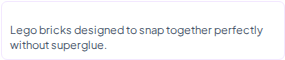 Lego bricks designed to snap together perfectly
without superglue.